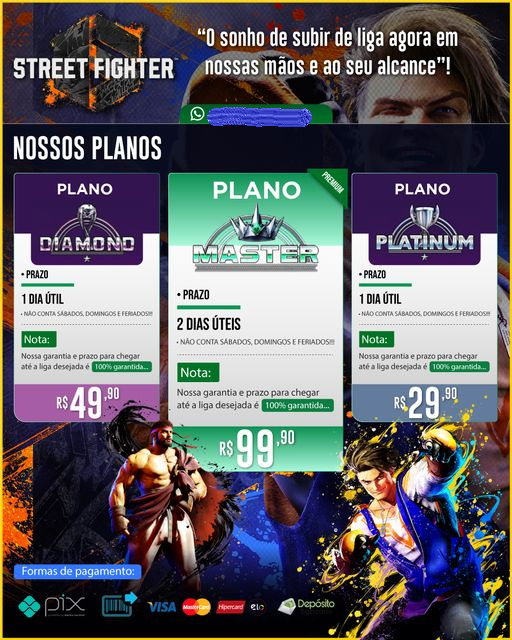 STREET FIGHTER
“O sonho de subir de liga agora em
nossas mãos e ao seu alcance”!
NOSSOS PLANOS
PLANO
DIAMOND
• PRAZO
1 DIA ÚTIL
• NÃO CONTA SÁBADOS, DOMINGOS E FERIADOS!!!
Nota:
Nossa garantia e prazo para chegar
até a liga desejada é 100% garantida...
R$ 49,90
PREMIUM
PLANO
MASTER
• PRAZO
2 DIAS ÚTEIS
• NÃO CONTA SÁBADOS, DOMINGOS E FERIADOS!!!
Nota:
Nossa garantia e prazo para chegar
até a liga desejada é 100% garantida...
R$ 99,90
PLANO
PLATINUM
• PRAZO
1 DIA ÚTIL
• NÃO CONTA SÁBADOS, DOMINGOS E FERIADOS!!!
Nota:
Nossa garantia e prazo para chegar
até a liga desejada é 100% garantida...
R$ 29,90
Formas de pagamento:
pix
VISA MasterCard Hipercard elo Depósito